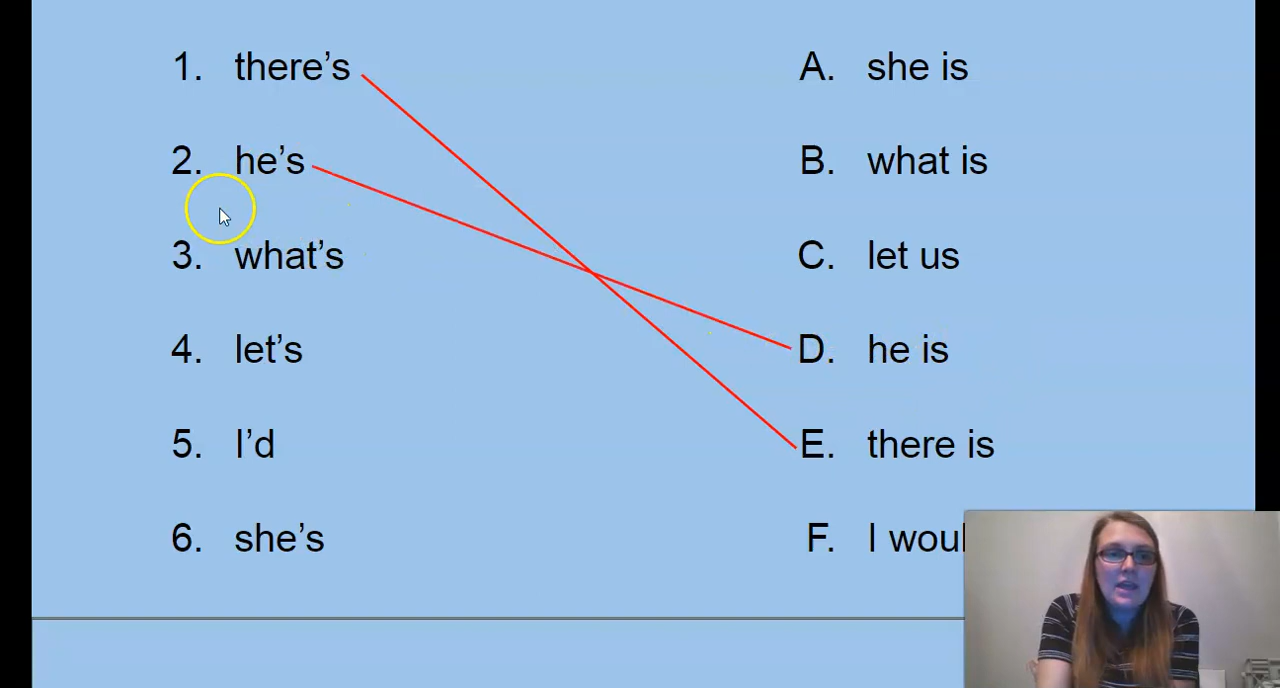 1. there’s A. she is
2. he’s B. what is
3. what’s C. let us
4. let’s D. he is
5. I’d E. there is
6. she’s F. I woul